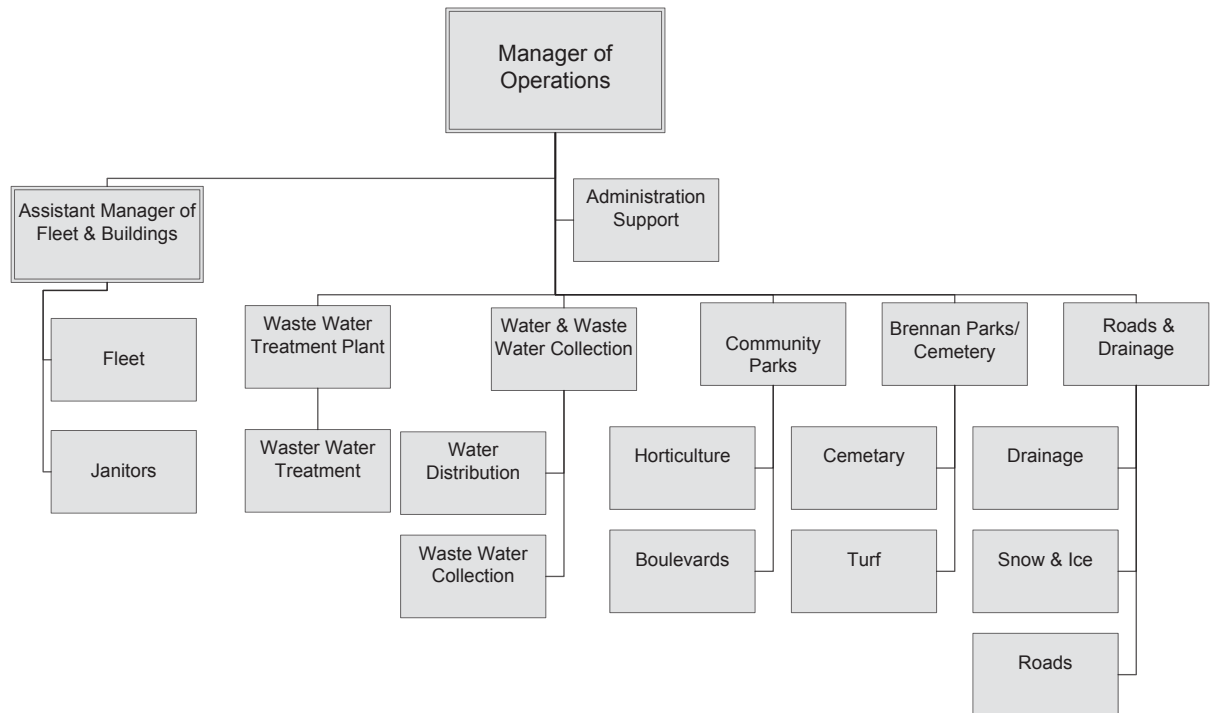 Manager of
Operations
Assistant Manager of
Fleet & Buildings
Administration
Support
Fleet
Janitors
Waste Water
Treatment Plant
Waster Water
Treatment
Water & Waste
Water Collection
Water
Distribution
Waste Water
Collection
Community
Parks
Horticulture
Boulevards
Brennan Parks/
Cemetery
Cemetary
Turf
Roads &
Drainage
Drainage
Snow & Ice
Roads